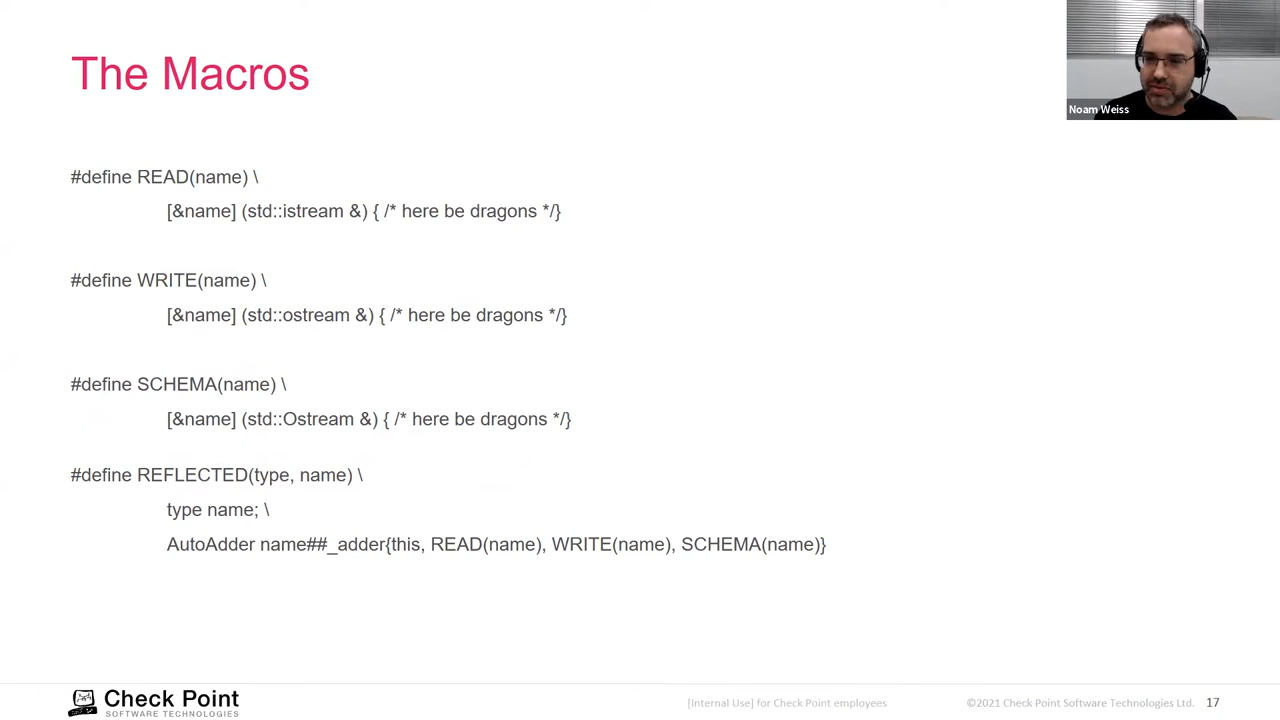 The Macros
Noam Weiss
#define READ(name) \
[&name] (std::istream &) { /* here be dragons */}
#define WRITE(name) \
[&name] (std::ostream &) { /* here be dragons */}
#define SCHEMA(name) \
[&name] (std::Ostream &) { /* here be dragons */}
#define REFLECTED(type, name) \
type name; \
AutoAdder name##_adder{this, READ(name), WRITE(name), SCHEMA(name)}
Check Point
SOFTWARE TECHNOLOGIES
[Internal Use] for Check Point employees
©2021 Check Point Software Technologies Ltd.
17